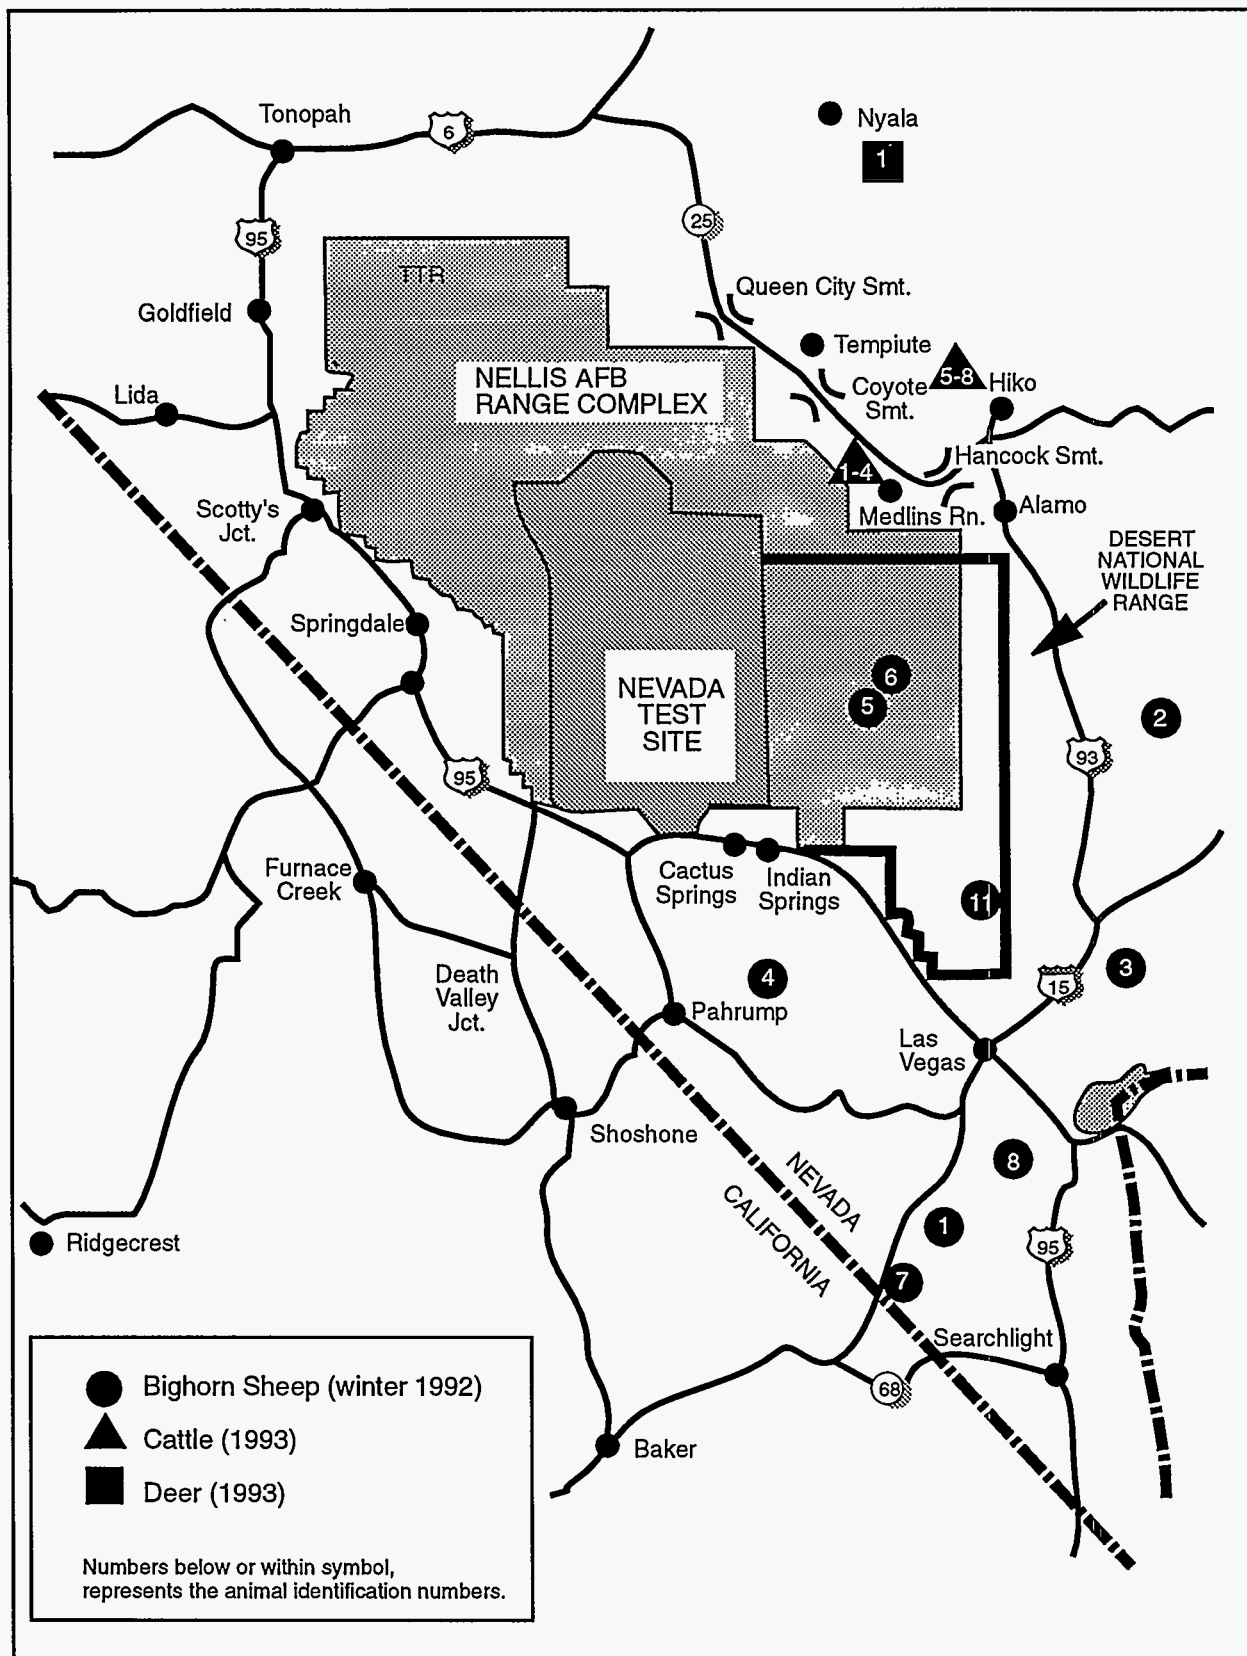 Tonopah
6
Nyala
1
25
95
TTR
Queen City Smt.
Goldfield
Tempiute
NELLIS AFB
RANGE COMPLEX
5-8
Hiko
Coyote
Smt.
Lida
Hancock Smt.
1-4
Scotty's
Jct.
Medlins Rn.
Alamo
DESERT
NATIONAL
WILDLIFE
RANGE
Springdale
NEVADA
TEST
SITE
6
5
2
93
95
Furnace
Creek
Cactus
Springs
Indian
Springs
11
Death
Valley
Jct.
4
3
15
Pahrump
Las
Vegas
Shoshone
NEVADA
CALIFORNIA
8
1
95
Ridgecrest
7
Searchlight
68
Baker
Bighorn Sheep (winter 1992)
Cattle (1993)
Deer (1993)
Numbers below or within symbol,
represents the animal identification numbers.